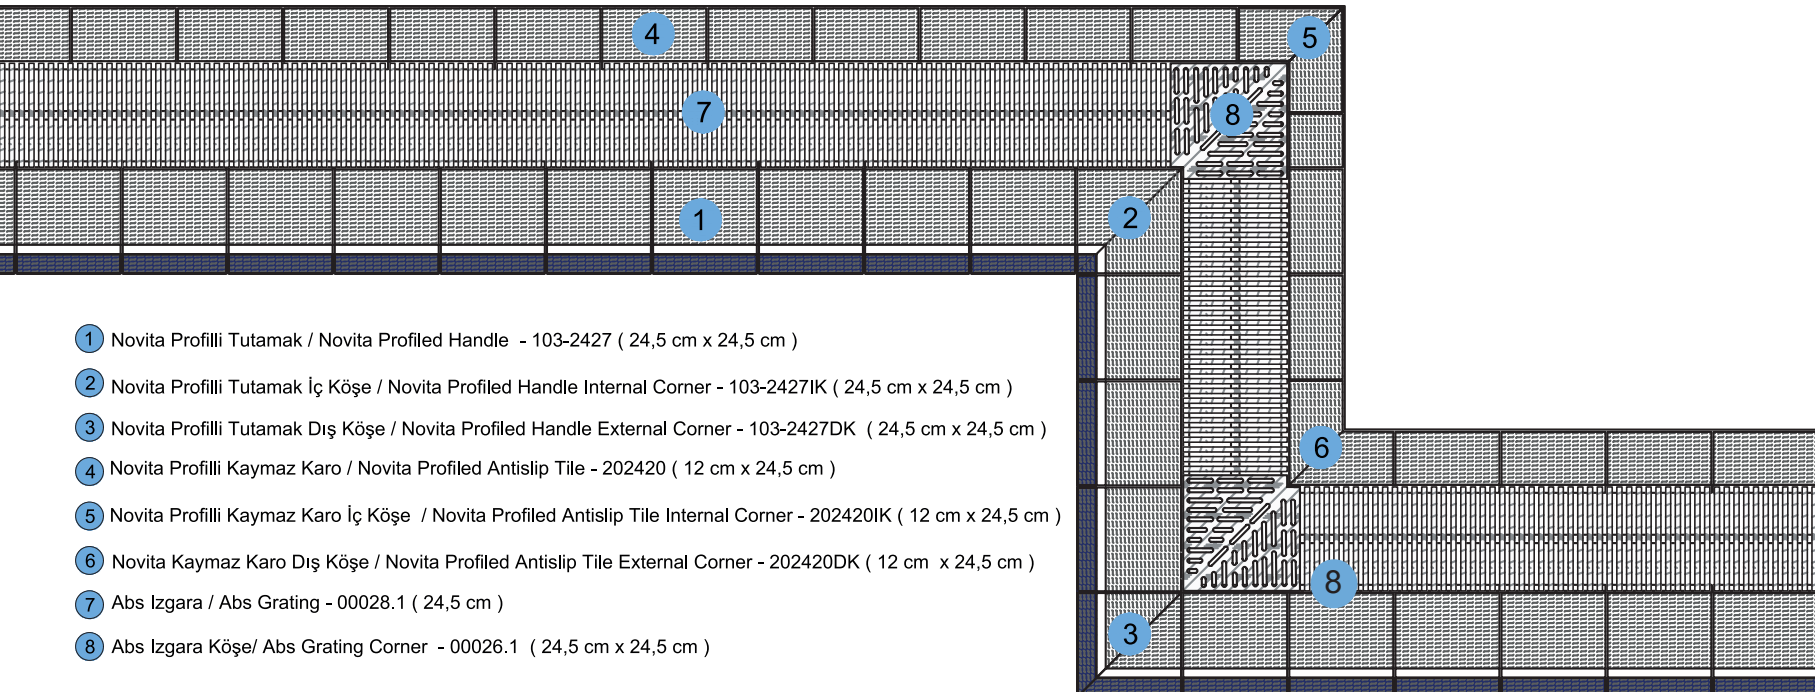 4
5
7
8
1
2
6
8
3
1 Novita Profilli Tutamak / Novita Profiled Handle - 103-2427 ( 24,5 cm x 24,5 cm )
2 Novita Profilli Tutamak İç Köşe / Novita Profiled Handle Internal Corner - 103-2427IK ( 24,5 cm x 24,5 cm )
3 Novita Profilli Tutamak Dış Köşe / Novita Profiled Handle External Corner - 103-2427DK ( 24,5 cm x 24,5 cm )
4 Novita Profilli Kaymaz Karo / Novita Profiled Antislip Tile - 202420 ( 12 cm x 24,5 cm )
5 Novita Profilli Kaymaz Karo İç Köşe / Novita Profiled Antislip Tile Internal Corner - 202420IK ( 12 cm x 24,5 cm )
6 Novita Kaymaz Karo Dış Köşe / Novita Profiled Antislip Tile External Corner - 202420DK ( 12 cm x 24,5 cm )
7 Abs Izgara / Abs Grating - 00028.1 ( 24,5 cm )
8 Abs Izgara Köşe/ Abs Grating Corner - 00026.1 ( 24,5 cm x 24,5 cm )